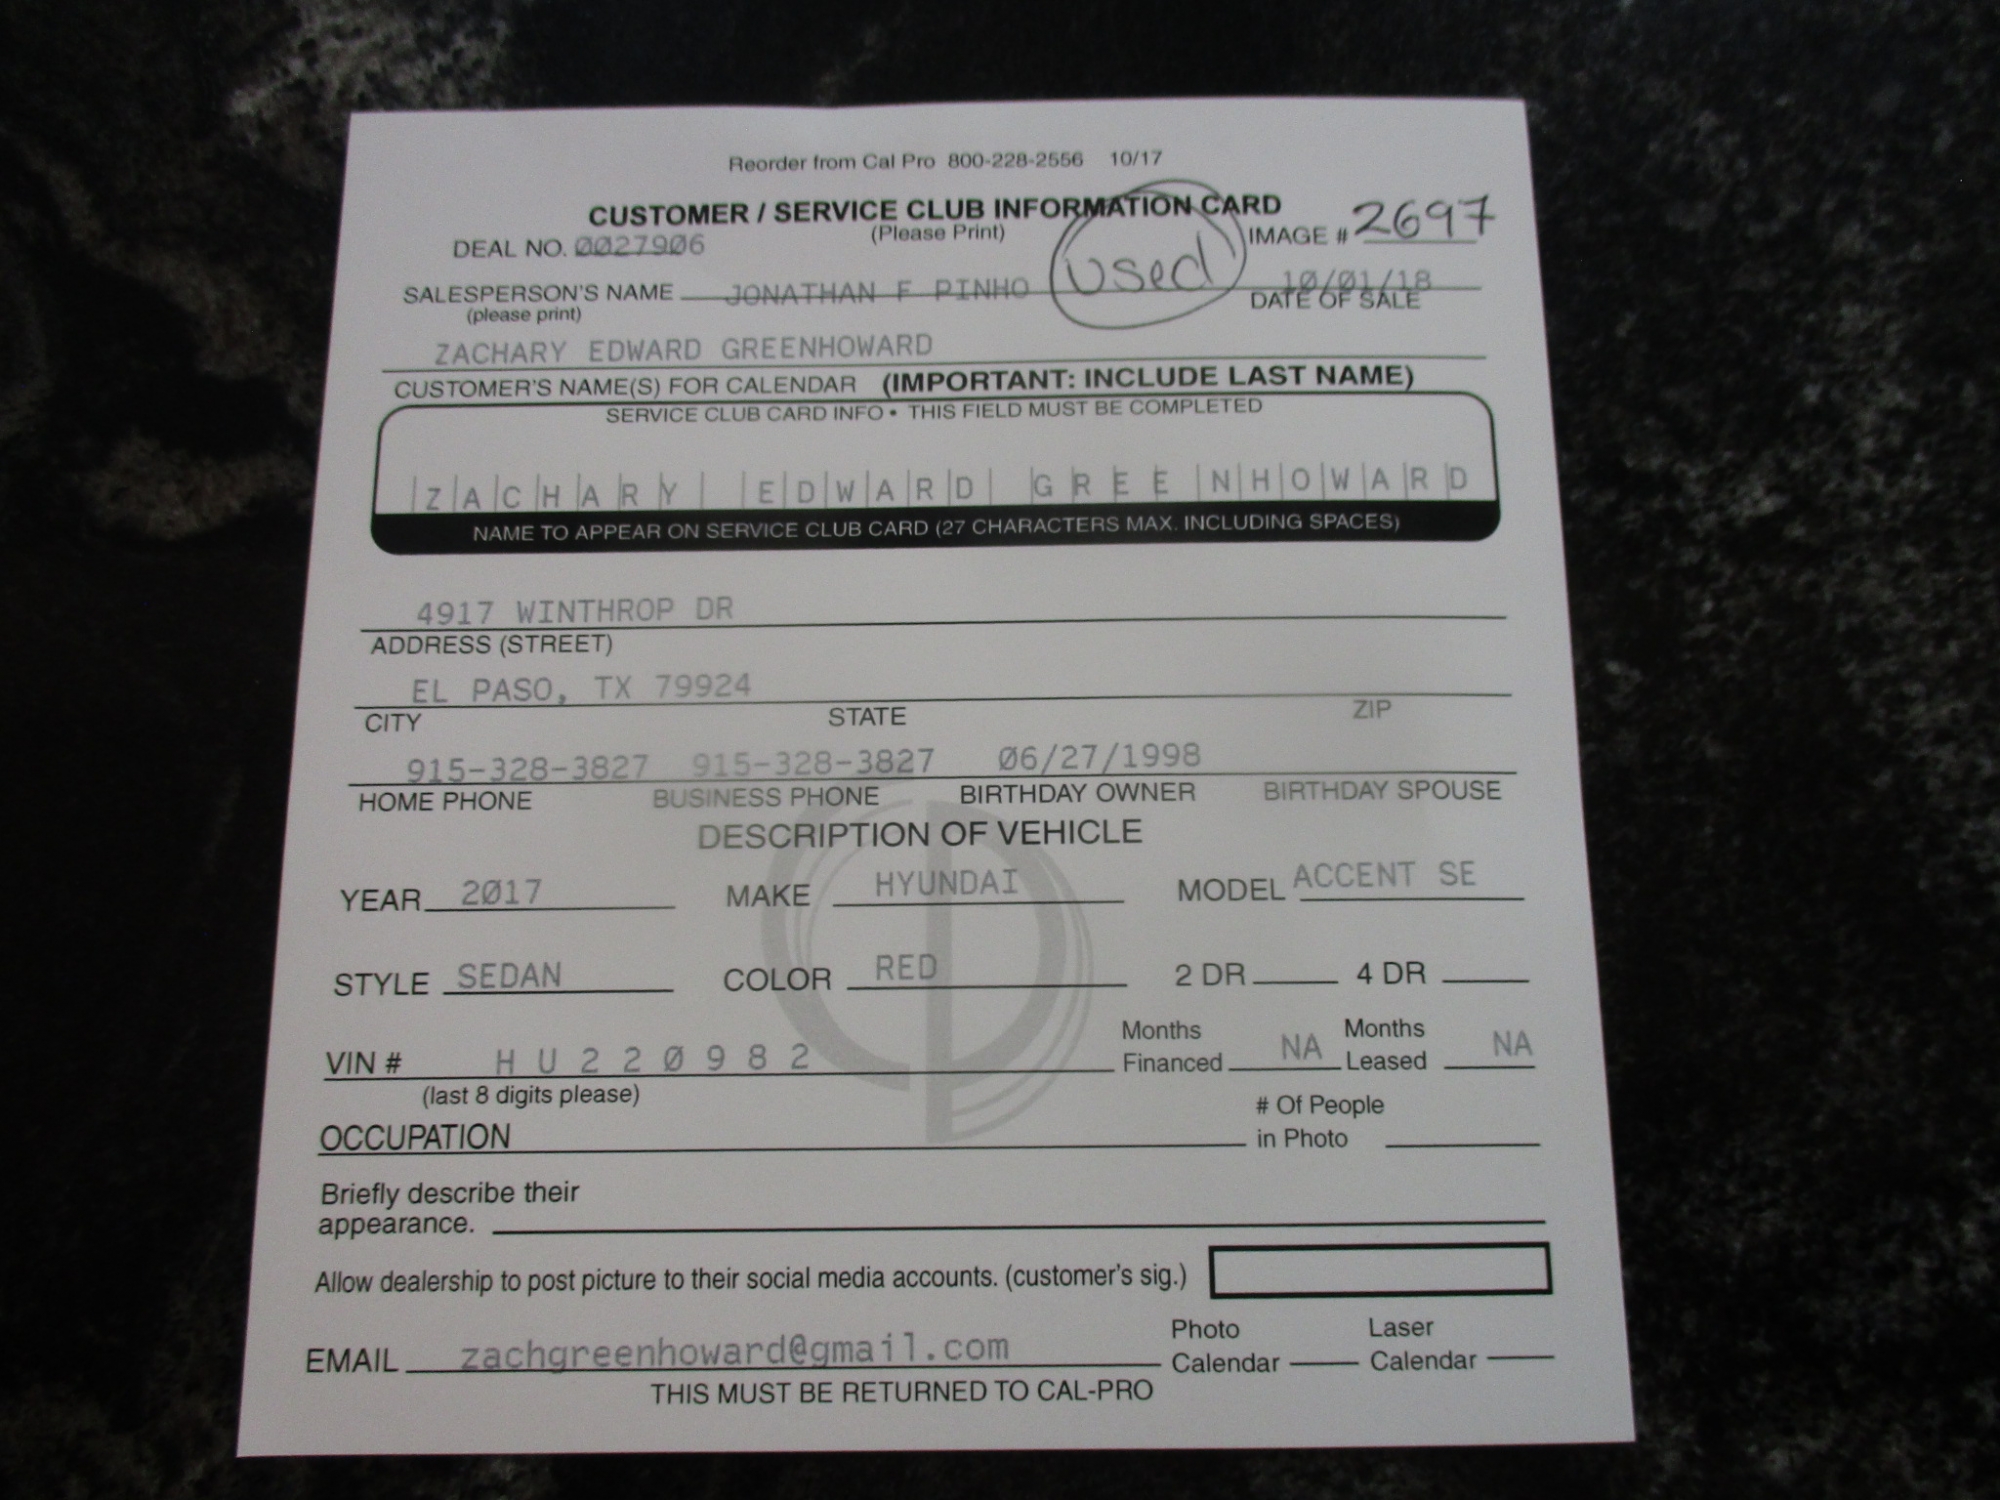 Reorder from Cal Pro 800-228-2556 10/17
CUSTOMER / SERVICE CLUB INFORMATION CARD
(Please Print)
DEAL NO. 0027906
IMAGE # 2697
Used
SALESPERSON'S NAME JONATHAN F PINHO
(please print)
10/01/18
DATE OF SALE
ZACHARY EDWARD GREENHOWARD
CUSTOMER'S NAME(S) FOR CALENDAR (IMPORTANT: INCLUDE LAST NAME)
SERVICE CLUB CARD INFO • THIS FIELD MUST BE COMPLETED
ZACHARY EDWARD GREENHOWARD
NAME TO APPEAR ON SERVICE CLUB CARD (27 CHARACTERS MAX. INCLUDING SPACES)
4917 WINTHROP DR
ADDRESS (STREET)
EL PASO, TX 79924
CITY STATE ZIP
915-328-3827 915-328-3827 06/27/1998
HOME PHONE BUSINESS PHONE BIRTHDAY OWNER BIRTHDAY SPOUSE
DESCRIPTION OF VEHICLE
YEAR 2017 MAKE HYUNDAI MODEL ACCENT SE
STYLE SEDAN COLOR RED 2 DR 4 DR
VIN # HU220982 Months Financed NA Months Leased NA
(last 8 digits please)
OCCUPATION # Of People in Photo
Briefly describe their
appearance.
Allow dealership to post picture to their social media accounts. (customer's sig.)
EMAIL zachgreenhoward@gmail.com Photo Calendar Laser Calendar
THIS MUST BE RETURNED TO CAL-PRO